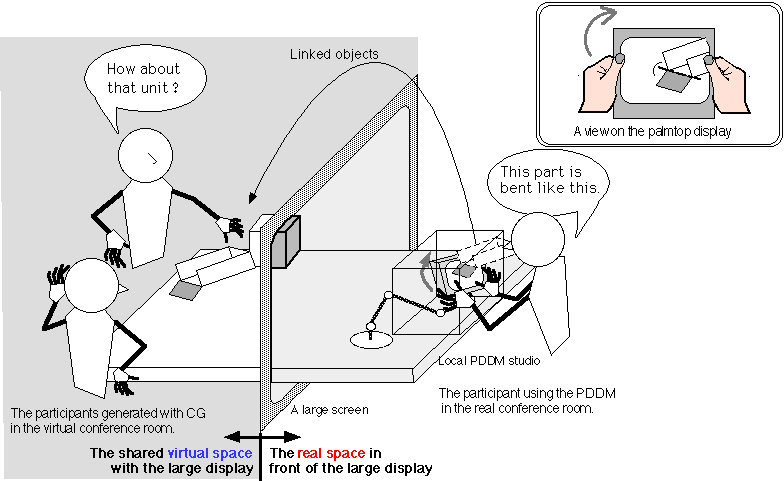 How about
that unit ?
Linked objects
A view on the palmtop display
This part is
bent like this.
Local PDDM studio
The participant using the PDDM
in the real conference room.
A large screen
The participants generated with CG
in the virtual conference room.
The shared virtual space
with the large display
The real space in
front of the large display